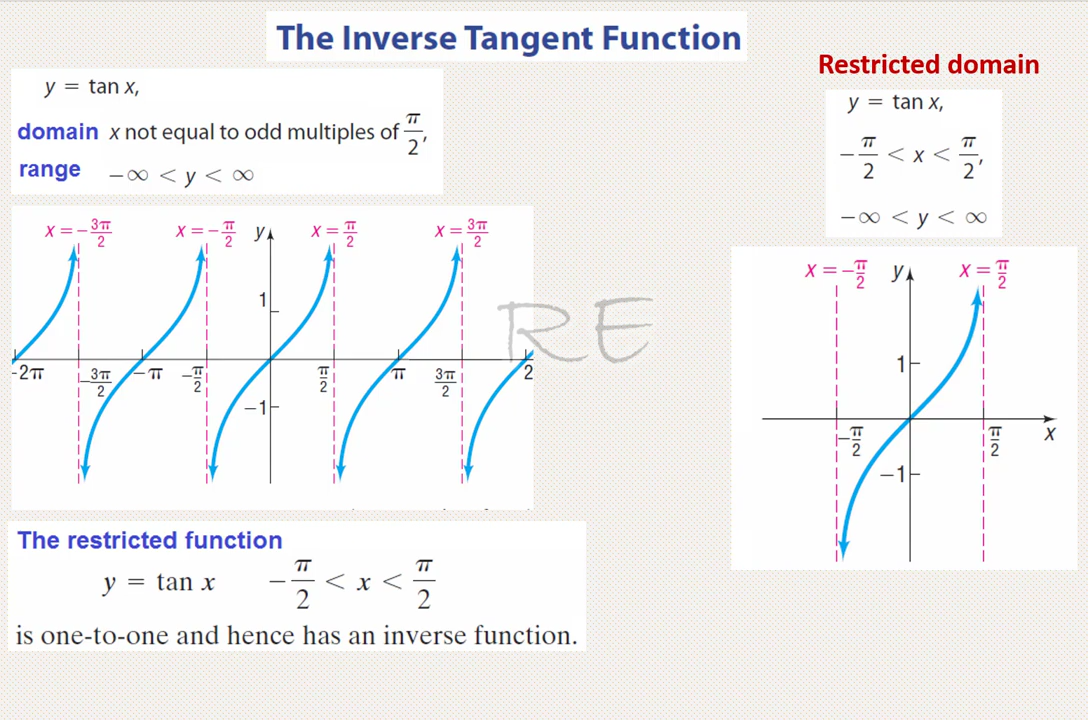 The Inverse Tangent Function
y = tan x,
domain x not equal to odd multiples of π/2,
range −∞ < y < ∞
x = −3π/2 x = −π/2 y x = π/2 x = 3π/2
1
-2π −3π/2 −π −π/2 π/2 π 3π/2 2
−1
RE
The restricted function
y = tan x −π/2 < x < π/2
is one-to-one and hence has an inverse function.
Restricted domain
y = tan x,
−π/2 < x < π/2,
−∞ < y < ∞
x = −π/2 y x = π/2
1
−π/2 π/2 x
−1